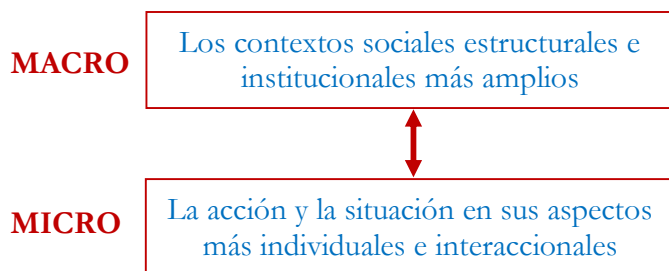 MACRO
Los contextos sociales estructurales e
institucionales más amplios
MICRO
La acción y la situación en sus aspectos
más individuales e interaccionales